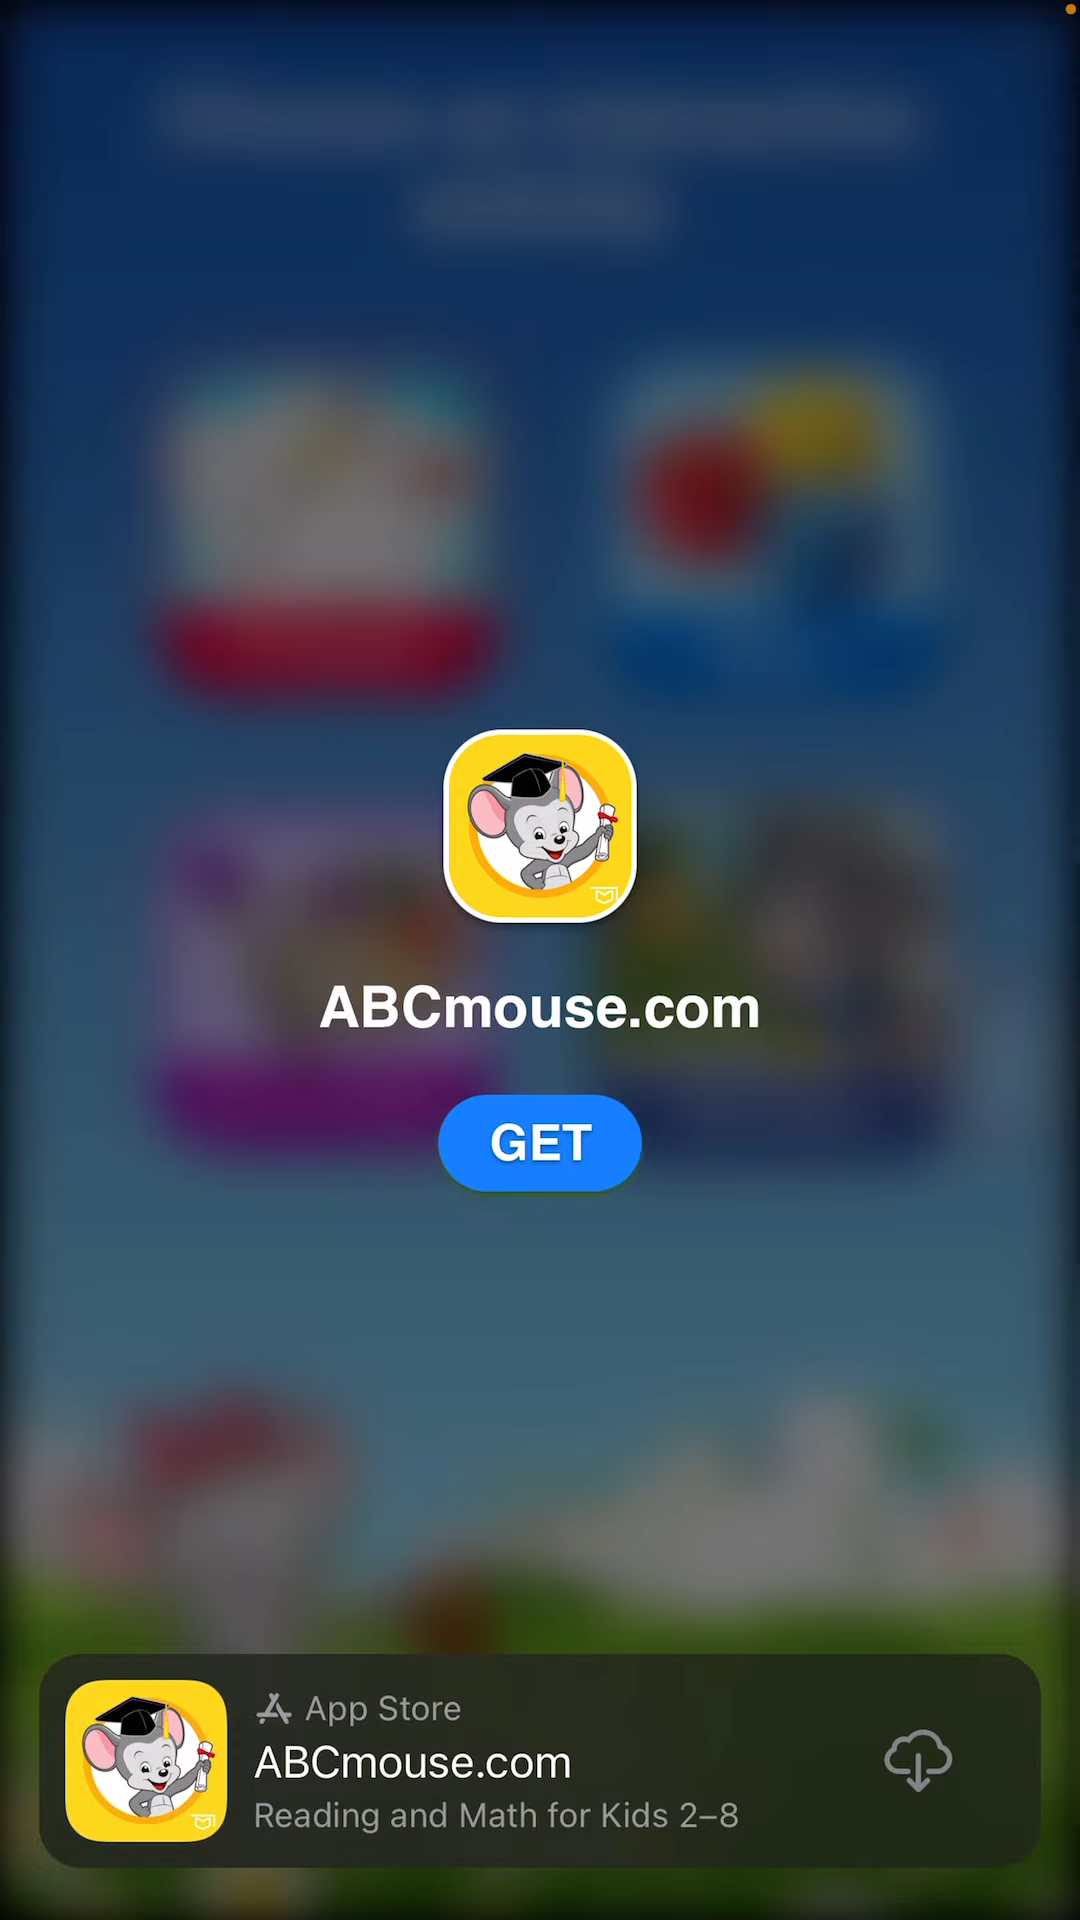 ABCmouse.com
GET
App Store
ABCmouse.com
Reading and Math for Kids 2–8